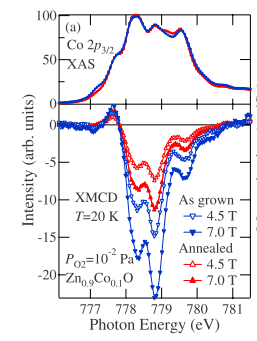 100
(a)
Co 2p3/2
XAS
50
0
0
-5
-10
-15
-20
Intensity (arb. units)
XMCD
T=20 K
As grown
4.5 T
7.0 T
Annealed
4.5 T
7.0 T
PO2=10⁻² Pa
Zn0.9Co0.1O
777 778 779 780 781
Photon Energy (eV)